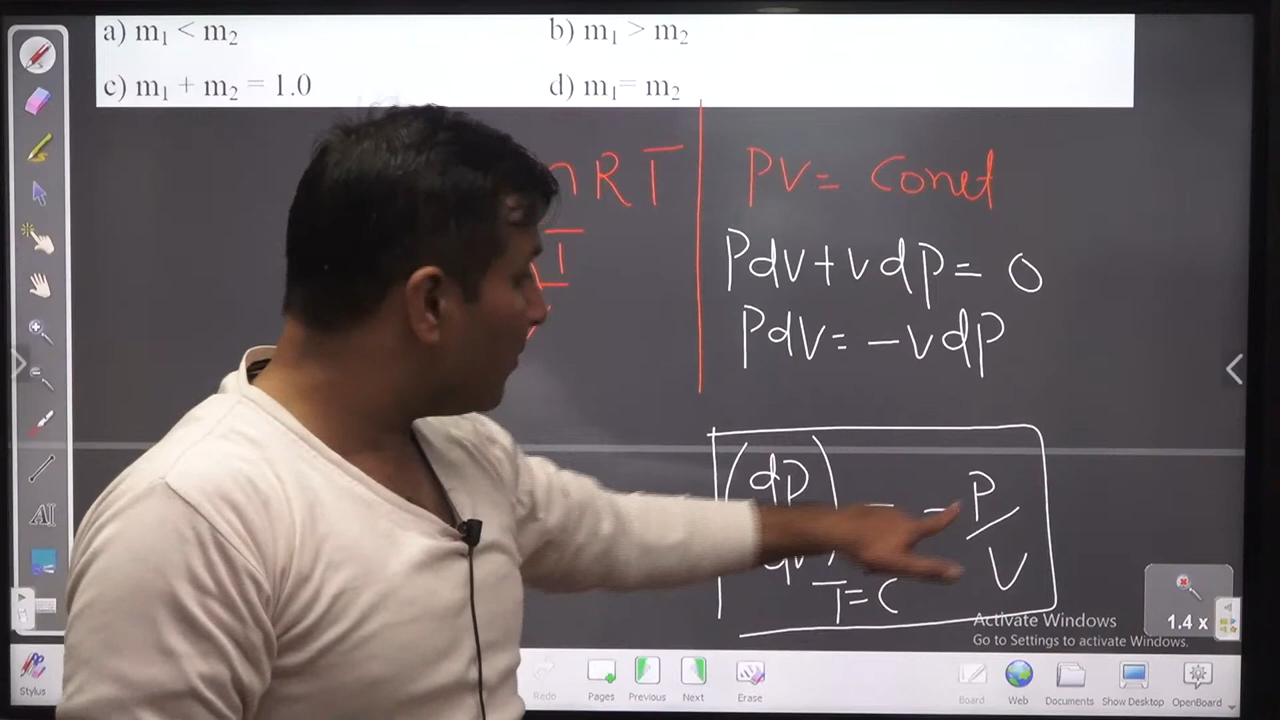 a) m₁ < m₂
b) m₁ > m₂
c) m₁ + m₂ = 1.0
d) m₁= m₂
nRT
PV = Const
PdV + VdP = 0
PdV = -VdP
(dP/dV)T=C = -P/V
Activate Windows
Go to Settings to activate Windows.
1.4 x
Stylus
Redo
Pages
Previous
Next
Erase
Board
Web
Documents
Show Desktop
OpenBoard